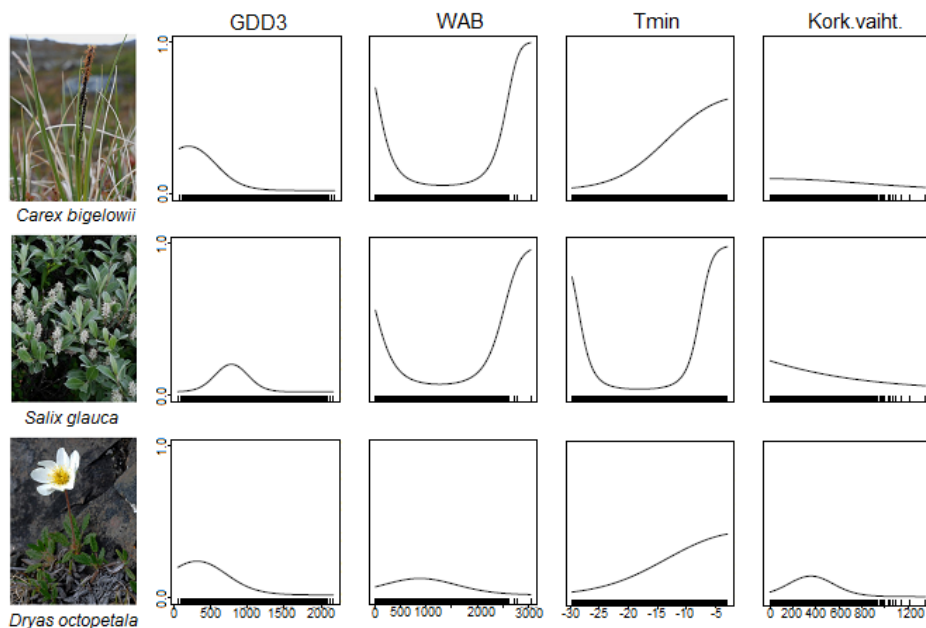 GDD3 WAB Tmin Kork.vaiht.
1.0
0.0
Carex bigelowii
1.0
0.0
Salix glauca
1.0
0.0
Dryas octopetala
0 500 1000 1500 2000
0 1000 2000 3000
-30 -25 -20 -15 -10 -5
0 200 400 600 800 1200